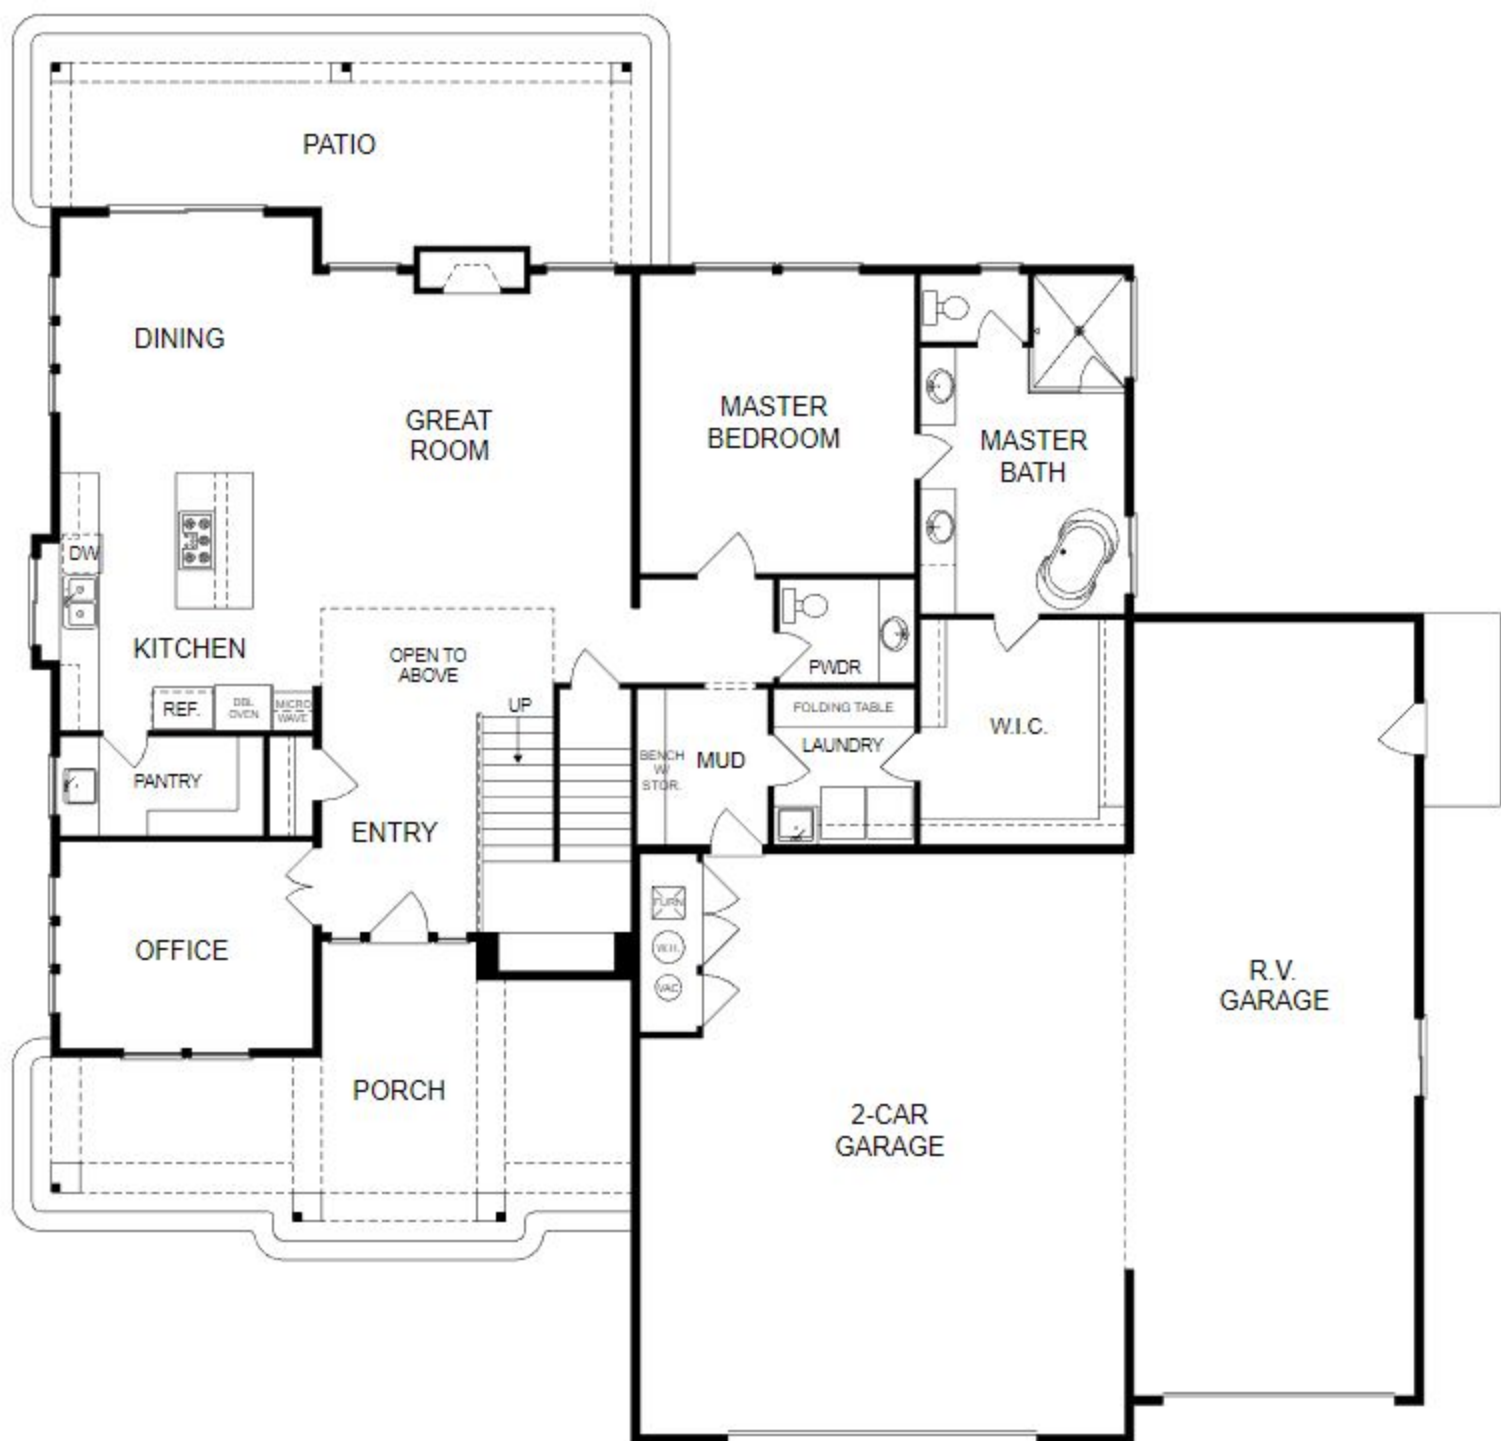 PATIO
DINING
GREAT
ROOM
MASTER
BEDROOM
MASTER
BATH
DW
KITCHEN
OPEN TO
ABOVE
PWDR
REF.
DBL
OVEN
MICRO
WAVE
UP
FOLDING TABLE
W.I.C.
LAUNDRY
BENCH
W/
STOR.
MUD
PANTRY
ENTRY
FURN
W.H.
VAC
OFFICE
R.V.
GARAGE
PORCH
2-CAR
GARAGE